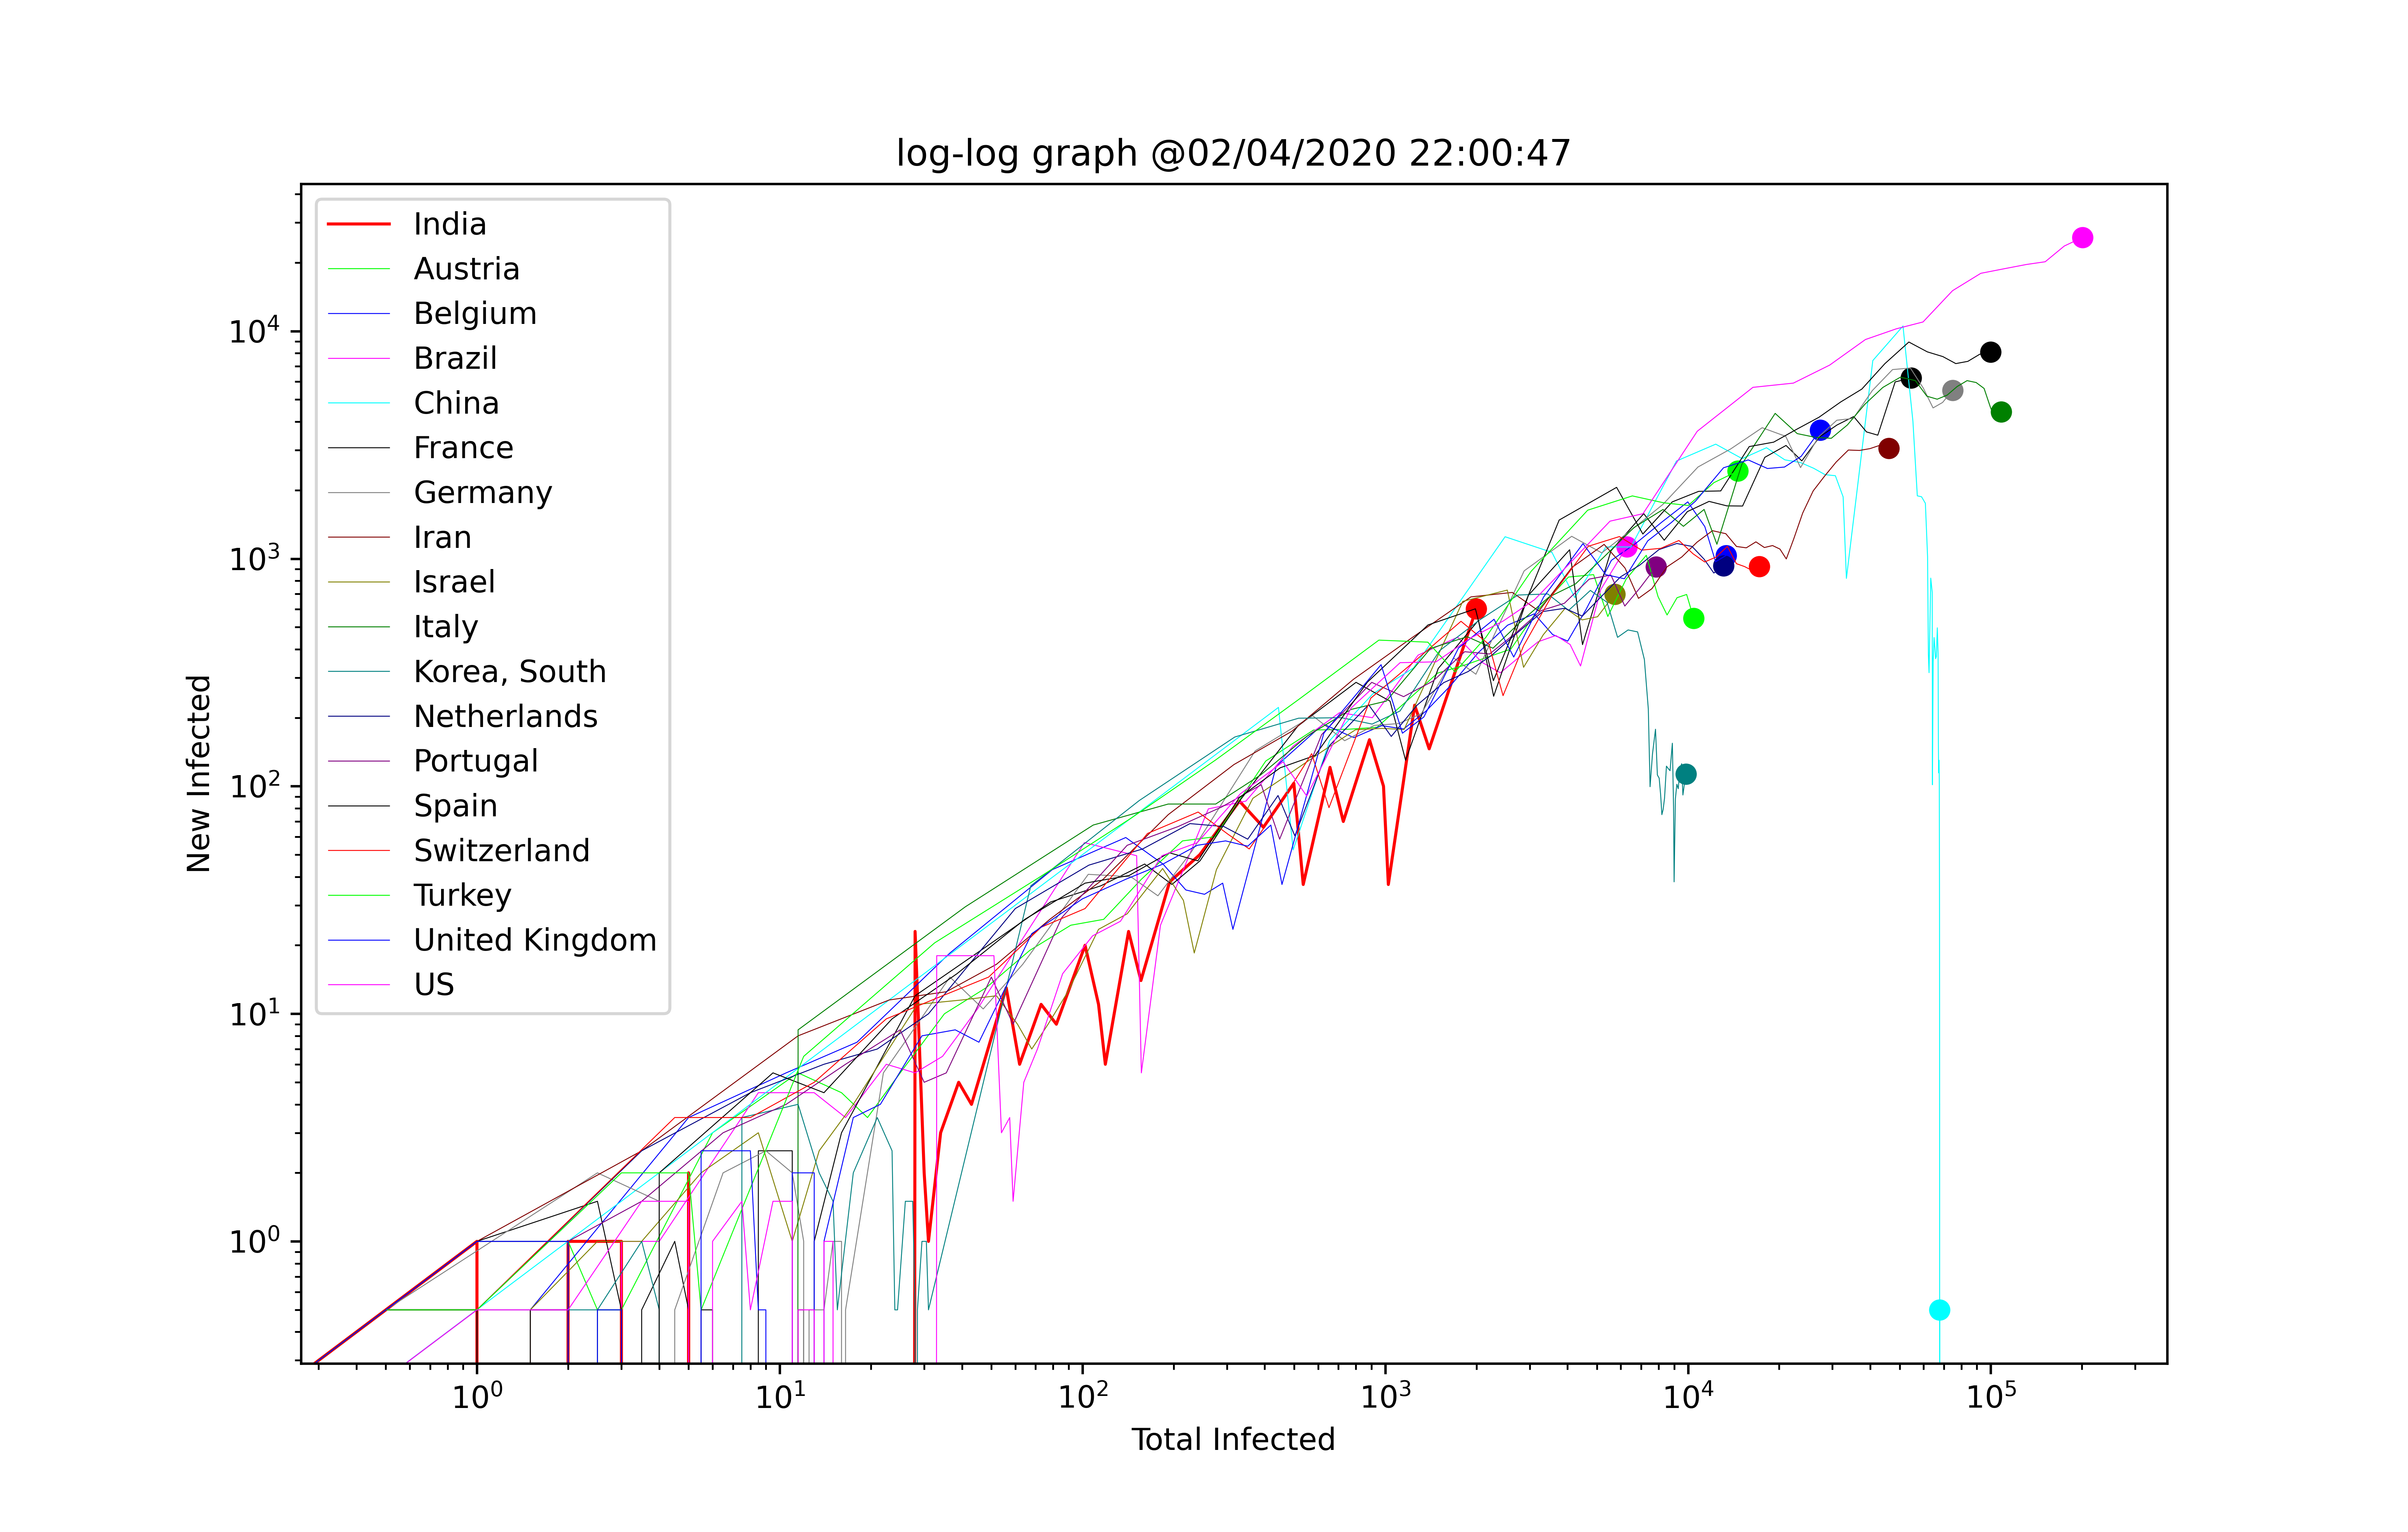 log-log graph @02/04/2020 22:00:47
India
Austria
Belgium
Brazil
China
France
Germany
Iran
Israel
Italy
Korea, South
Netherlands
Portugal
Spain
Switzerland
Turkey
United Kingdom
US
New Infected
10⁴
10³
10²
10¹
10⁰
10⁰ 10¹ 10² 10³ 10⁴ 10⁵
Total Infected